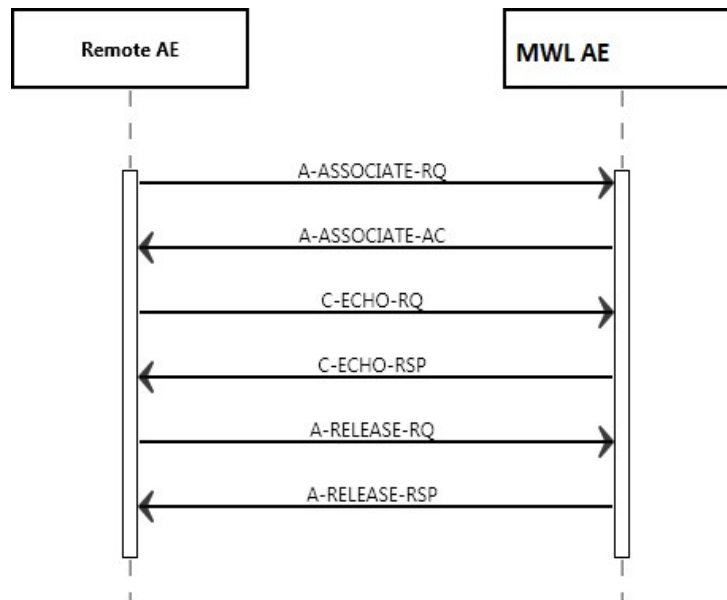 Remote AE
MWL AE
A-ASSOCIATE-RQ
A-ASSOCIATE-AC
C-ECHO-RQ
C-ECHO-RSP
A-RELEASE-RQ
A-RELEASE-RSP